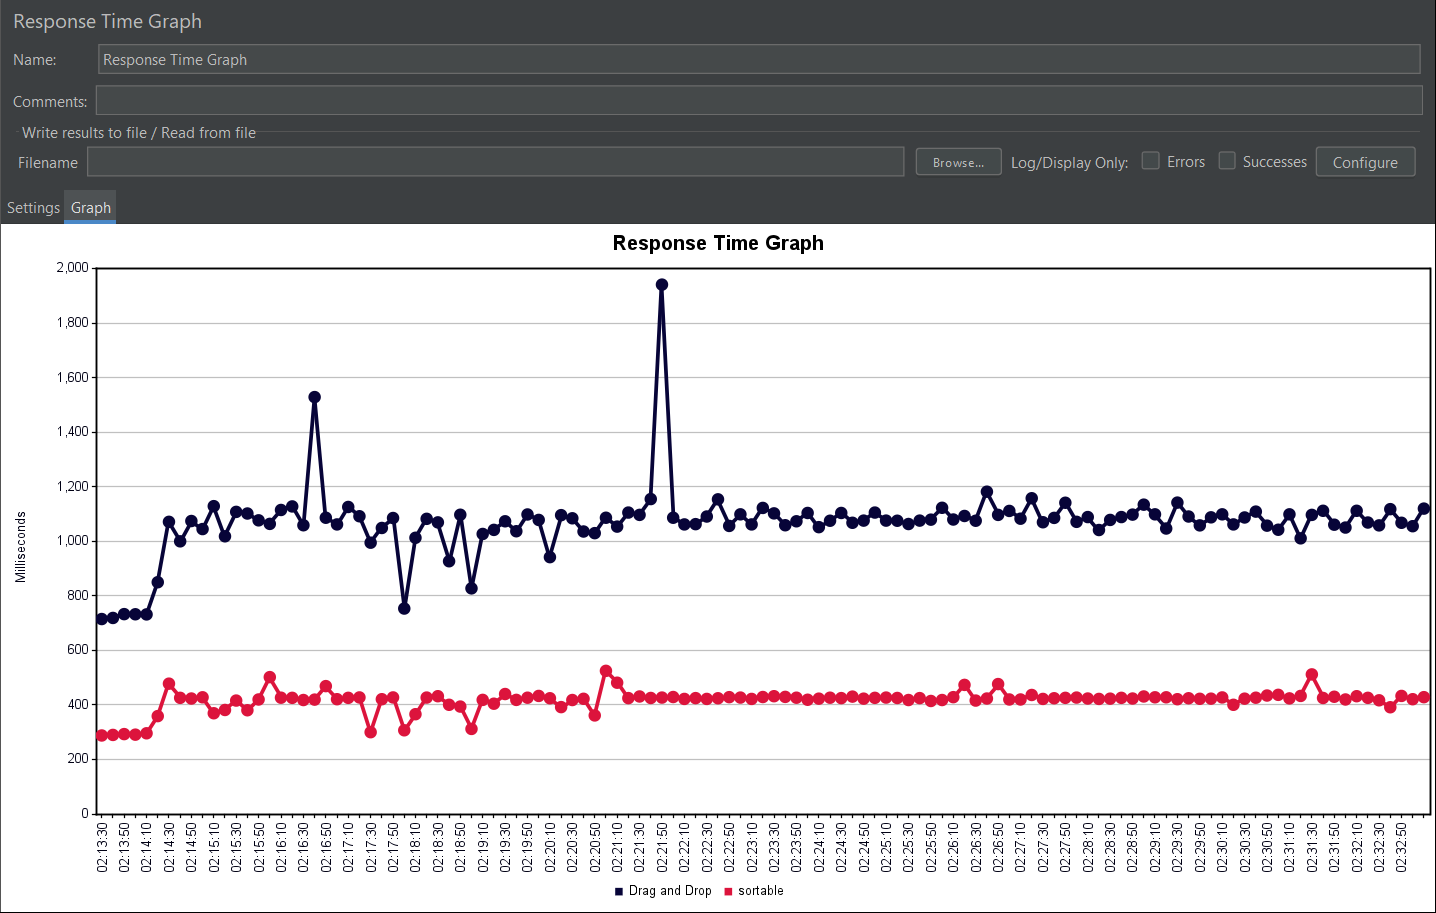 Response Time Graph
Name: Response Time Graph
Comments:
Write results to file / Read from file
Filename Browse... Log/Display Only: Errors Successes Configure
Settings Graph
Response Time Graph
2,000
1,800
1,600
1,400
1,200
1,000
800
600
400
200
0
Milliseconds
02:13:30 02:13:50 02:14:10 02:14:30 02:14:50 02:15:10 02:15:30 02:15:50 02:16:10 02:16:30 02:16:50 02:17:10 02:17:30 02:17:50 02:18:10 02:18:30 02:18:50 02:19:10 02:19:30 02:19:50 02:20:10 02:20:30 02:20:50 02:21:10 02:21:30 02:21:50 02:22:10 02:22:30 02:22:50 02:23:10 02:23:30 02:23:50 02:24:10 02:24:30 02:24:50 02:25:10 02:25:30 02:25:50 02:26:10 02:26:30 02:26:50 02:27:10 02:27:30 02:27:50 02:28:10 02:28:30 02:28:50 02:29:10 02:29:30 02:29:50 02:30:10 02:30:30 02:30:50 02:31:10 02:31:30 02:31:50 02:32:10 02:32:30 02:32:50
Drag and Drop sortable